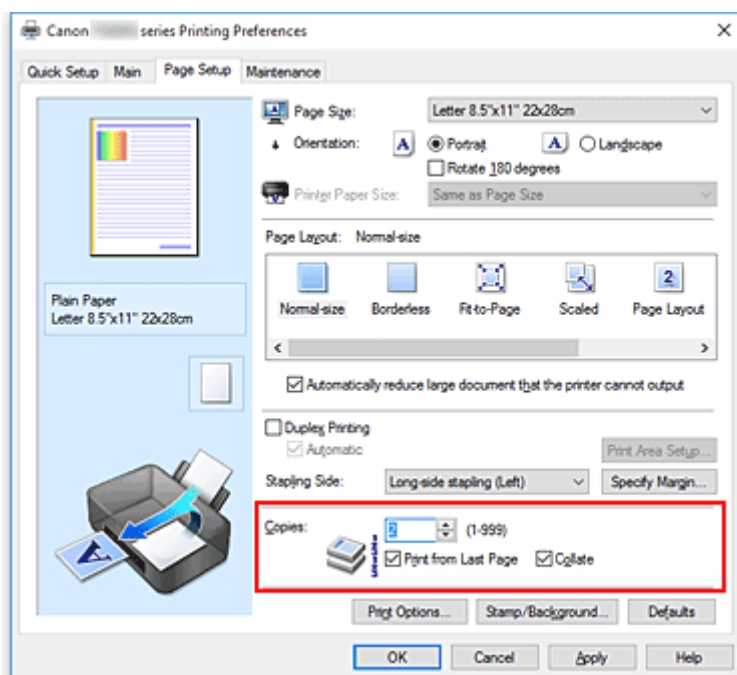 Canon series Printing Preferences
Quick Setup Main Page Setup Maintenance
Page Size: Letter 8.5"x11" 22x28cm
Orientation: A Portrait A Landscape
Rotate 180 degrees
Printer Paper Size: Same as Page Size
Page Layout: Normal-size
2
Normal-size Borderless Fit-to-Page Scaled Page Layout
Plain Paper
Letter 8.5"x11" 22x28cm
Automatically reduce large document that the printer cannot output
Duplex Printing
Automatic Print Area Setup...
Stapling Side: Long-side stapling (Left) Specify Margin...
Copies: 2 (1-999)
Print from Last Page Collate
A
Print Options... Stamp/Background... Defaults
OK Cancel Apply Help